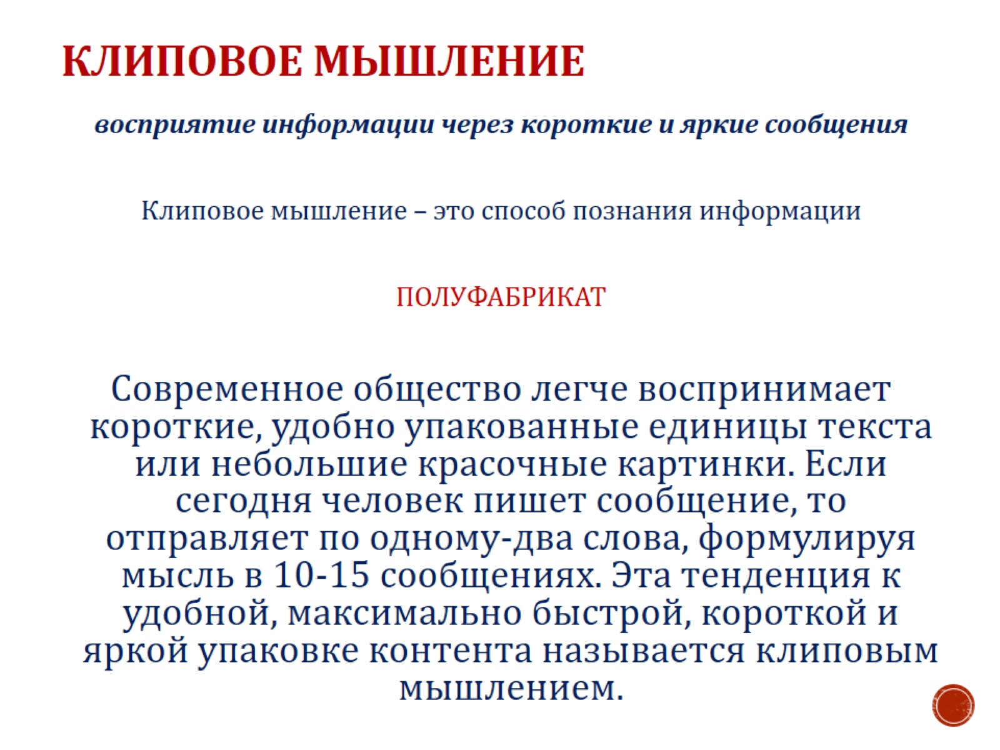 КЛИПОВОЕ МЫШЛЕНИЕ
восприятие информации через короткие и яркие сообщения
Клиповое мышление – это способ познания информации
ПОЛУФАБРИКАТ
Современное общество легче воспринимает
короткие, удобно упакованные единицы текста
или небольшие красочные картинки. Если
сегодня человек пишет сообщение, то
отправляет по одному-два слова, формулируя
мысль в 10-15 сообщениях. Эта тенденция к
удобной, максимально быстрой, короткой и
яркой упаковке контента называется клиповым
мышлением.